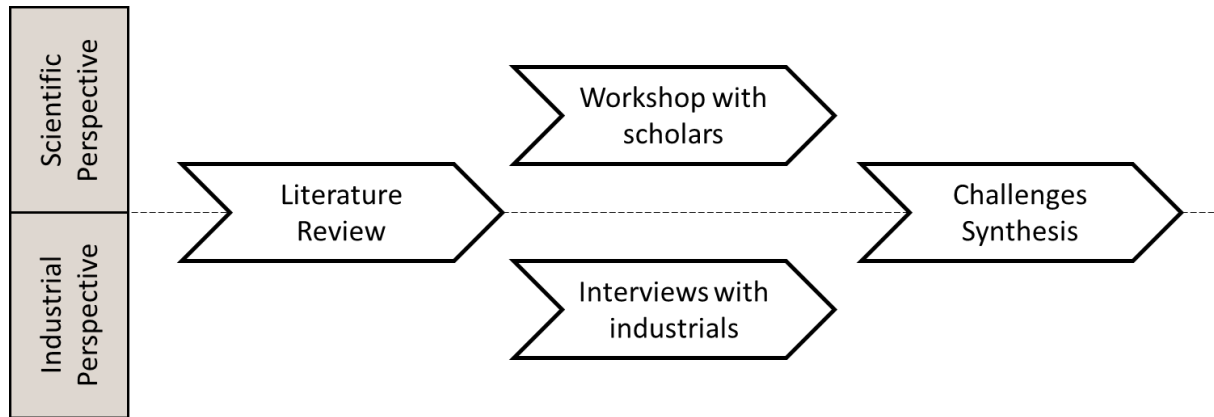 Scientific
Perspective
Industrial
Perspective
Literature
Review
Workshop with
scholars
Interviews with
industrials
Challenges
Synthesis